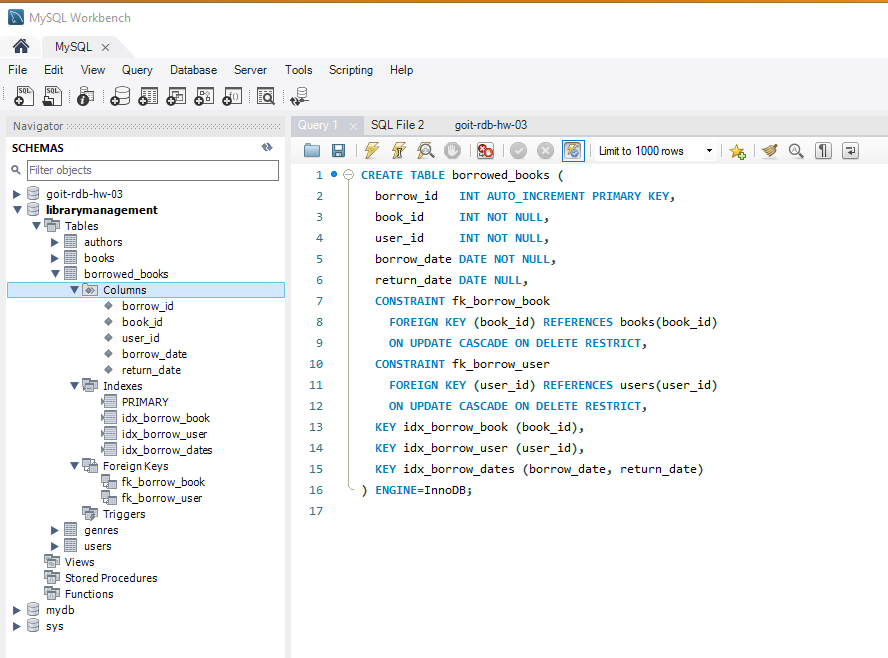 MySQL Workbench
MySQL
File Edit View Query Database Server Tools Scripting Help
SQL SQL
Navigator
SCHEMAS
Filter objects
goit-rdb-hw-03
librarymanagement
Tables
authors
books
borrowed_books
Columns
borrow_id
book_id
user_id
borrow_date
return_date
Indexes
PRIMARY
idx_borrow_book
idx_borrow_user
idx_borrow_dates
Foreign Keys
fk_borrow_book
fk_borrow_user
Triggers
genres
users
Views
Stored Procedures
Functions
mydb
sys
Query 1 SQL File 2 goit-rdb-hw-03
Limit to 1000 rows
1 CREATE TABLE borrowed_books (
2 borrow_id INT AUTO_INCREMENT PRIMARY KEY,
3 book_id INT NOT NULL,
4 user_id INT NOT NULL,
5 borrow_date DATE NOT NULL,
6 return_date DATE NULL,
7 CONSTRAINT fk_borrow_book
8 FOREIGN KEY (book_id) REFERENCES books(book_id)
9 ON UPDATE CASCADE ON DELETE RESTRICT,
10 CONSTRAINT fk_borrow_user
11 FOREIGN KEY (user_id) REFERENCES users(user_id)
12 ON UPDATE CASCADE ON DELETE RESTRICT,
13 KEY idx_borrow_book (book_id),
14 KEY idx_borrow_user (user_id),
15 KEY idx_borrow_dates (borrow_date, return_date)
16 ) ENGINE=InnoDB;
17